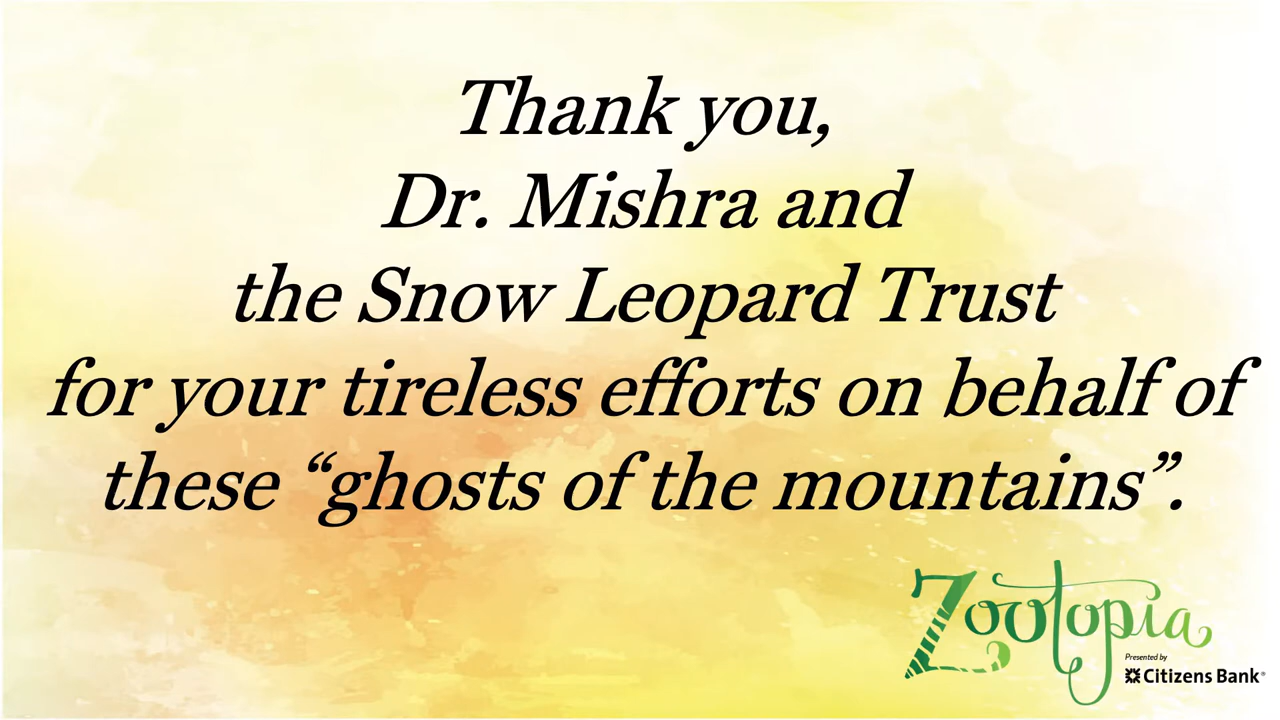 Thank you,
Dr. Mishra and
the Snow Leopard Trust
for your tireless efforts on behalf of
these “ghosts of the mountains”.
Zootopia
Presented by
Citizens Bank®